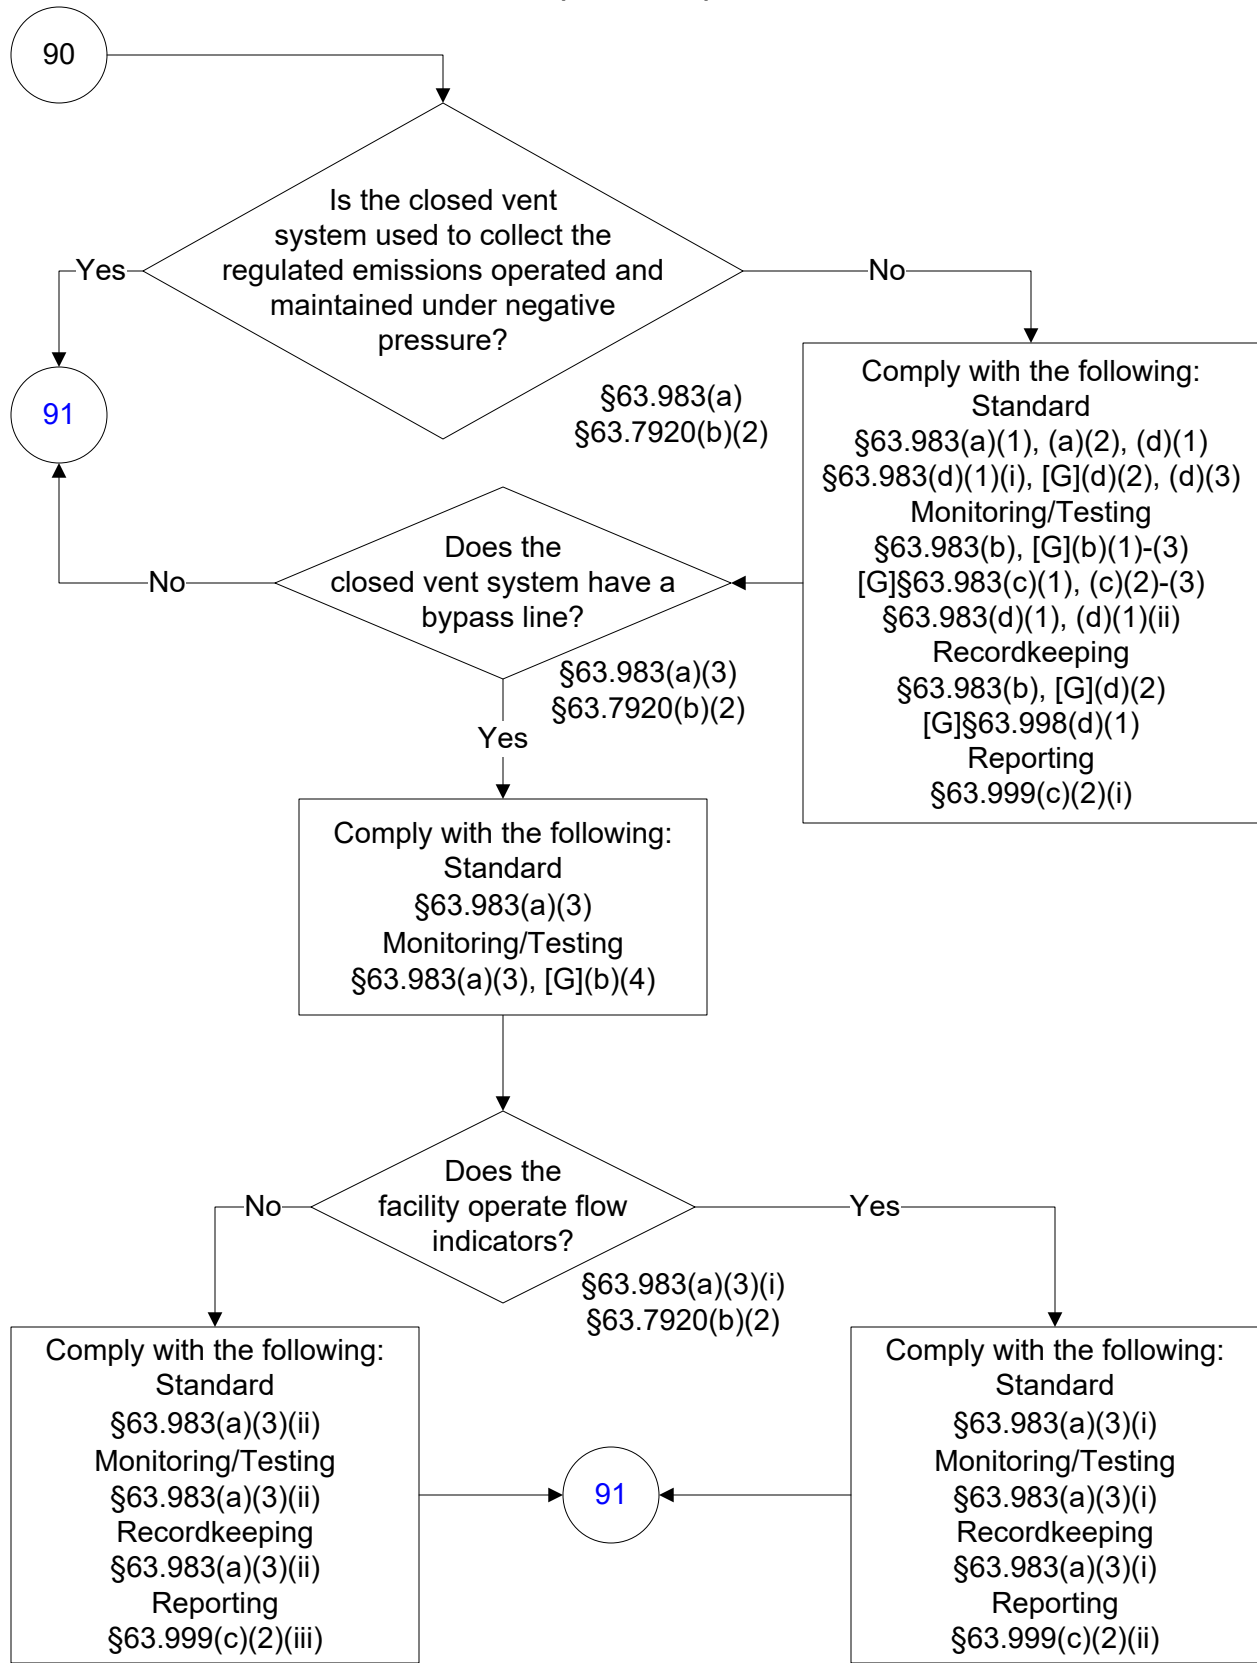 90
Is the closed vent
system used to collect the
regulated emissions operated and
maintained under negative
pressure?
Yes
No
91
§63.983(a)
§63.7920(b)(2)
Comply with the following:
Standard
§63.983(a)(1), (a)(2), (d)(1)
§63.983(d)(1)(i), [G](d)(2), (d)(3)
Monitoring/Testing
§63.983(b), [G](b)(1)-(3)
[G]§63.983(c)(1), (c)(2)-(3)
§63.983(d)(1), (d)(1)(ii)
Recordkeeping
§63.983(b), [G](d)(2)
[G]§63.998(d)(1)
Reporting
§63.999(c)(2)(i)
Does the
closed vent system have a
bypass line?
No
§63.983(a)(3)
§63.7920(b)(2)
Yes
Comply with the following:
Standard
§63.983(a)(3)
Monitoring/Testing
§63.983(a)(3), [G](b)(4)
Does the
facility operate flow
indicators?
No
Yes
§63.983(a)(3)(i)
§63.7920(b)(2)
Comply with the following:
Standard
§63.983(a)(3)(ii)
Monitoring/Testing
§63.983(a)(3)(ii)
Recordkeeping
§63.983(a)(3)(ii)
Reporting
§63.999(c)(2)(iii)
91
Comply with the following:
Standard
§63.983(a)(3)(i)
Monitoring/Testing
§63.983(a)(3)(i)
Recordkeeping
§63.983(a)(3)(i)
Reporting
§63.999(c)(2)(ii)